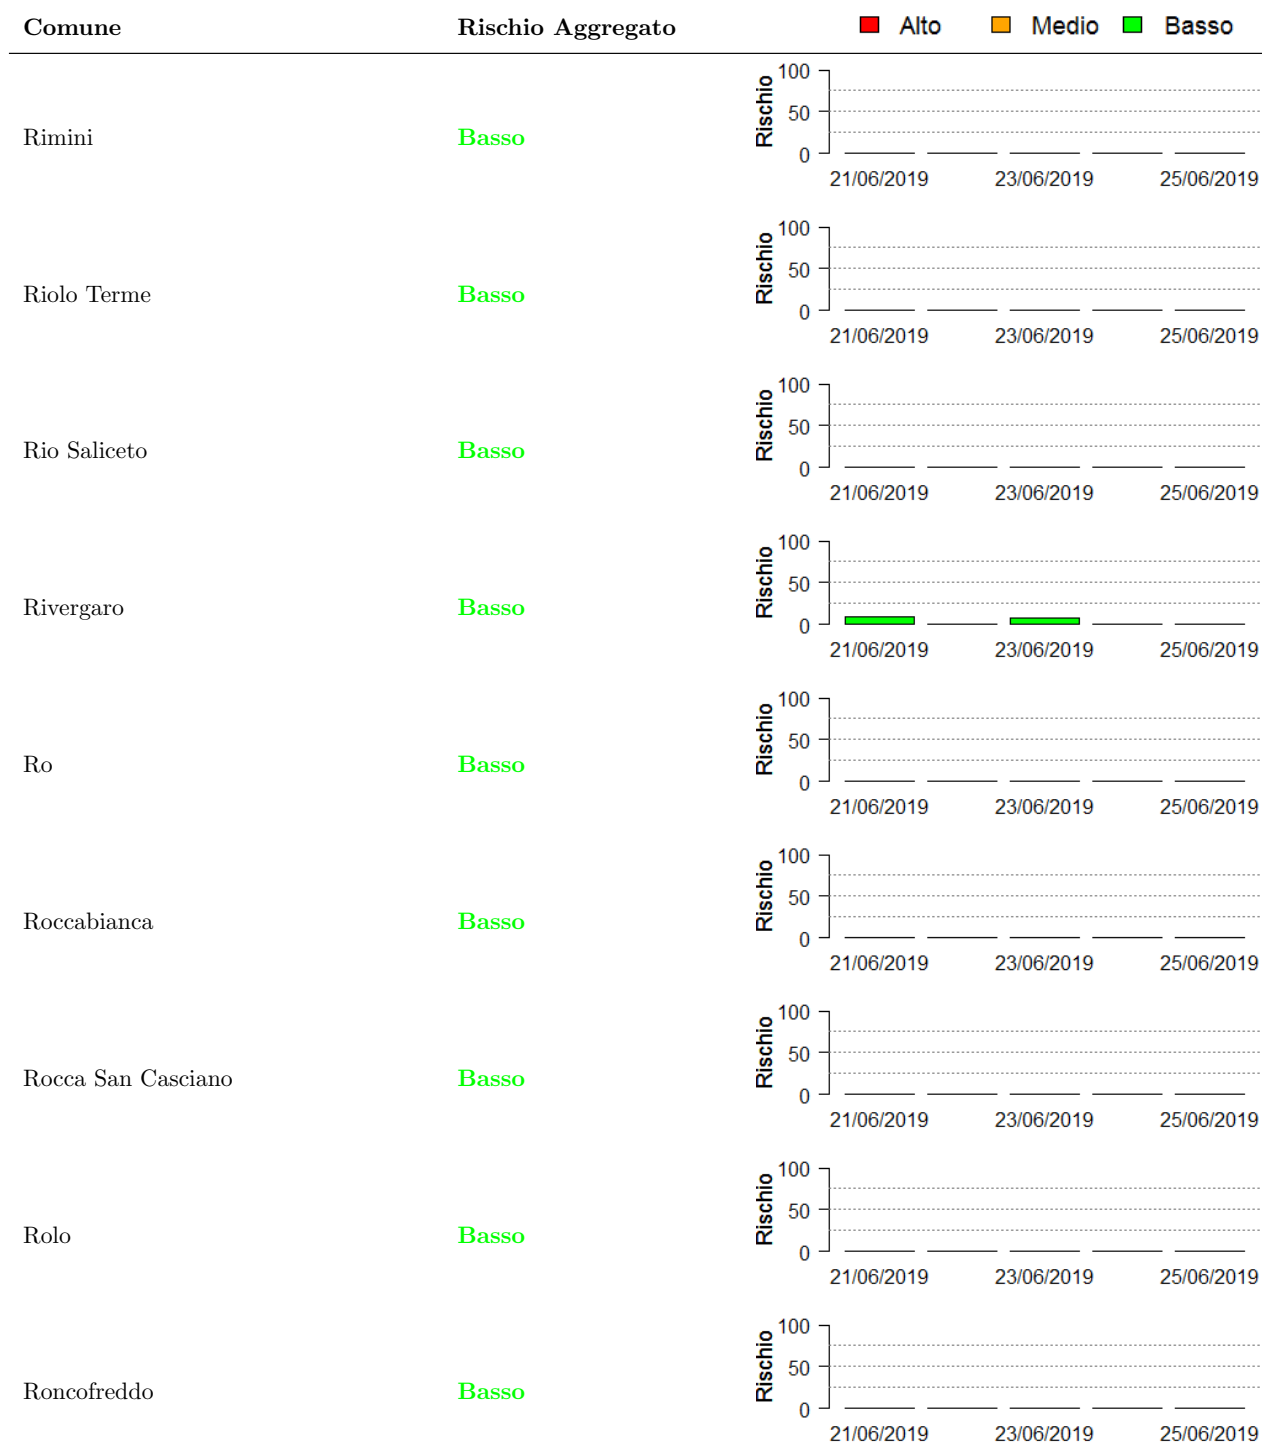 Comune Rischio Aggregato Alto Medio Basso
100
50
0
Rischio
Rimini Basso
21/06/2019 23/06/2019 25/06/2019
100
50
0
Rischio
Riolo Terme Basso
21/06/2019 23/06/2019 25/06/2019
100
50
0
Rischio
Rio Saliceto Basso
21/06/2019 23/06/2019 25/06/2019
100
50
0
Rischio
Rivergaro Basso
21/06/2019 23/06/2019 25/06/2019
100
50
0
Rischio
Ro Basso
21/06/2019 23/06/2019 25/06/2019
100
50
0
Rischio
Roccabianca Basso
21/06/2019 23/06/2019 25/06/2019
100
50
0
Rischio
Rocca San Casciano Basso
21/06/2019 23/06/2019 25/06/2019
100
50
0
Rischio
Rolo Basso
21/06/2019 23/06/2019 25/06/2019
100
50
0
Rischio
Roncofreddo Basso
21/06/2019 23/06/2019 25/06/2019